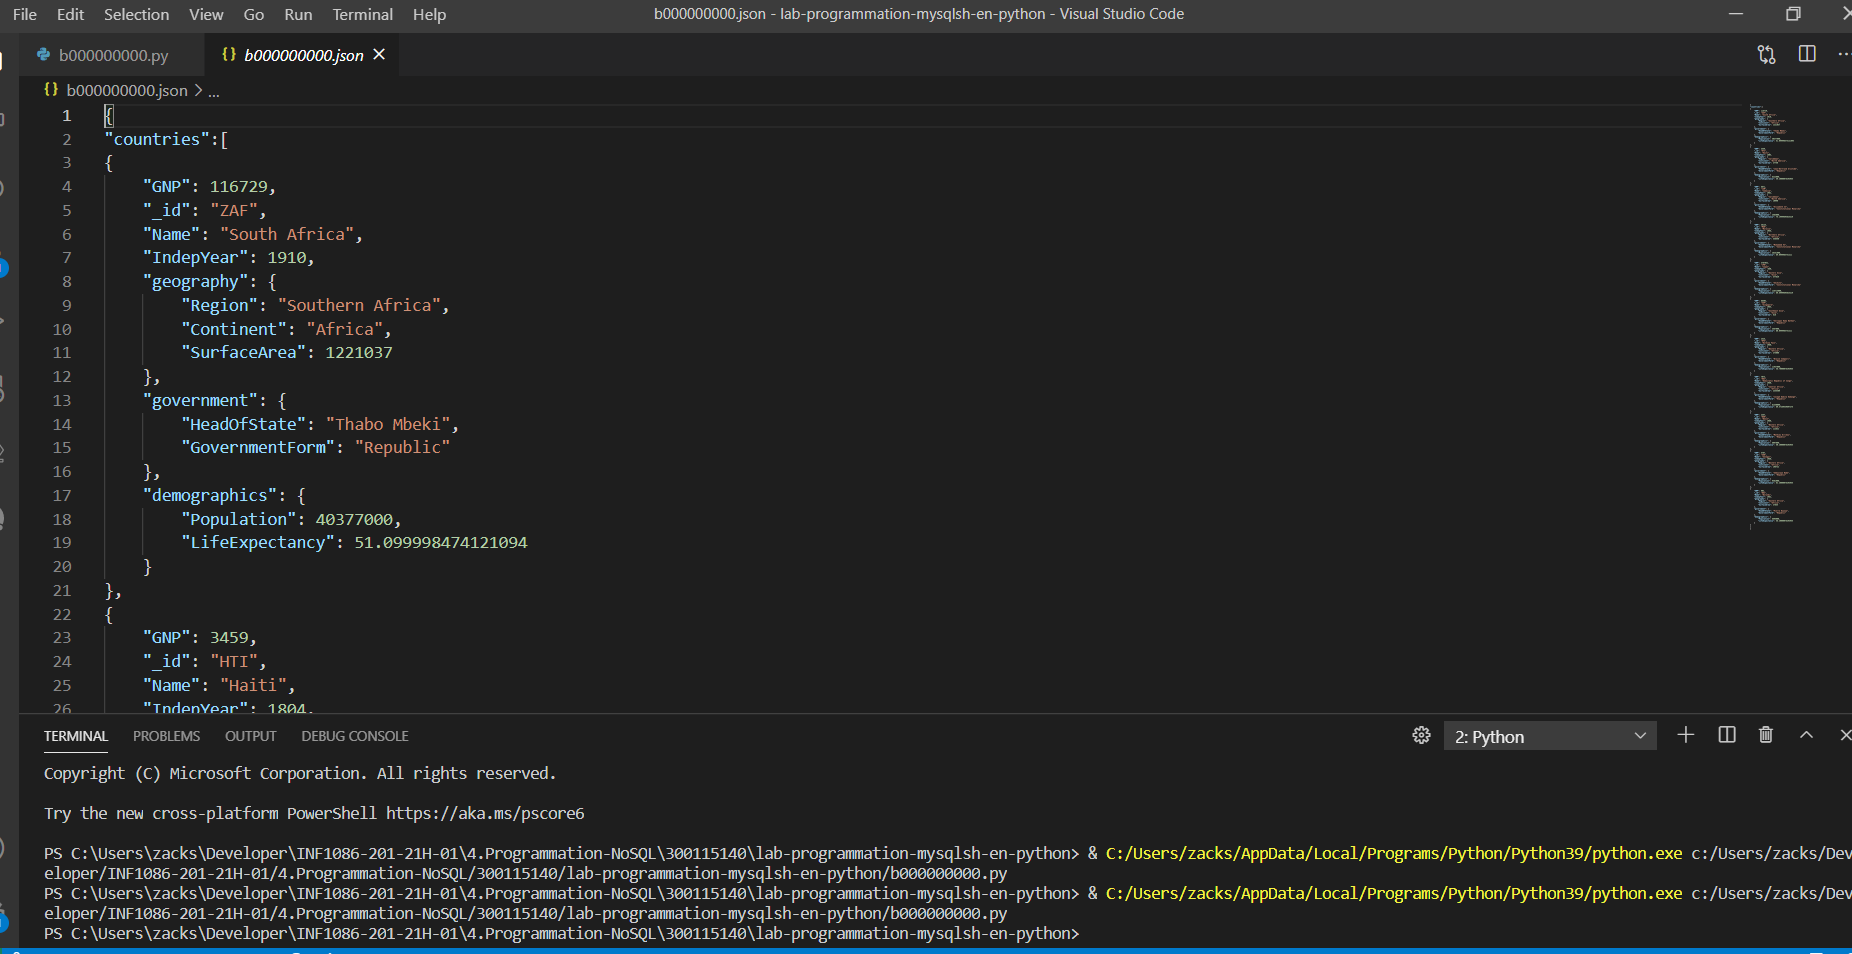 File Edit Selection View Go Run Terminal Help b000000000.json - lab-programmation-mysqlsh-en-python - Visual Studio Code
b000000000.py {} b000000000.json
{} b000000000.json > ...
1 {
2 "countries":[
3 {
4 "GNP": 116729,
5 "_id": "ZAF",
6 "Name": "South Africa",
7 "IndepYear": 1910,
8 "geography": {
9 "Region": "Southern Africa",
10 "Continent": "Africa",
11 "SurfaceArea": 1221037
12 },
13 "government": {
14 "HeadOfState": "Thabo Mbeki",
15 "GovernmentForm": "Republic"
16 },
17 "demographics": {
18 "Population": 40377000,
19 "LifeExpectancy": 51.099998474121094
20 }
21 },
22 {
23 "GNP": 3459,
24 "_id": "HTI",
25 "Name": "Haiti",
26 "IndepYear": 1804,
TERMINAL PROBLEMS OUTPUT DEBUG CONSOLE 2: Python
Copyright (C) Microsoft Corporation. All rights reserved.
Try the new cross-platform PowerShell https://aka.ms/pscore6
PS C:\Users\zacks\Developer\INF1086-201-21H-01\4.Programmation-NoSQL\300115140\lab-programmation-mysqlsh-en-python> & C:/Users/zacks/AppData/Local/Programs/Python/Python39/python.exe c:/Users/zacks/Dev
eloper/INF1086-201-21H-01/4.Programmation-NoSQL/300115140/lab-programmation-mysqlsh-en-python/b000000000.py
PS C:\Users\zacks\Developer\INF1086-201-21H-01\4.Programmation-NoSQL\300115140\lab-programmation-mysqlsh-en-python> & C:/Users/zacks/AppData/Local/Programs/Python/Python39/python.exe c:/Users/zacks/Dev
eloper/INF1086-201-21H-01/4.Programmation-NoSQL/300115140/lab-programmation-mysqlsh-en-python/b000000000.py
PS C:\Users\zacks\Developer\INF1086-201-21H-01\4.Programmation-NoSQL\300115140\lab-programmation-mysqlsh-en-python>